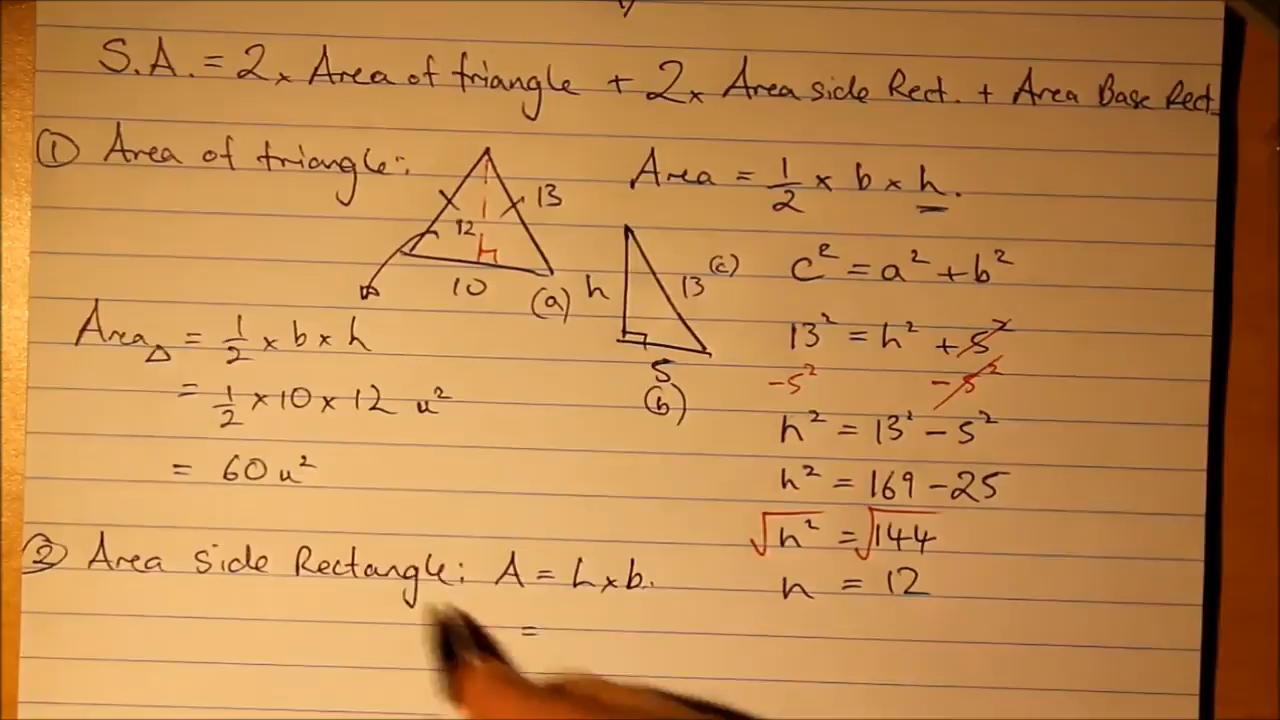 S.A. = 2 x Area of triangle + 2 x Area side Rect. + Area Base Rect.
① Area of triangle:
13
12
10
Area = 1/2 x b x h.
(a) h
13 (c)
5
(b)
c² = a² + b²
13² = h² + 5²
-5² -5²
h² = 13² - 5²
h² = 169 - 25
√h² = √144
h = 12
Area△ = 1/2 x b x h
= 1/2 x 10 x 12 u²
= 60 u²
② Area side Rectangle: A = L x b.
=